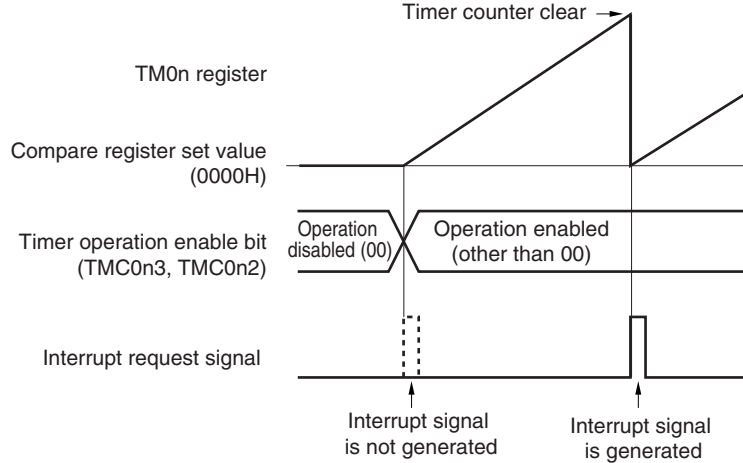 Timer counter clear
TM0n register
Compare register set value
(0000H)
Timer operation enable bit
(TMC0n3, TMC0n2)
Operation
disabled (00)
Operation enabled
(other than 00)
Interrupt request signal
Interrupt signal
is not generated
Interrupt signal
is generated